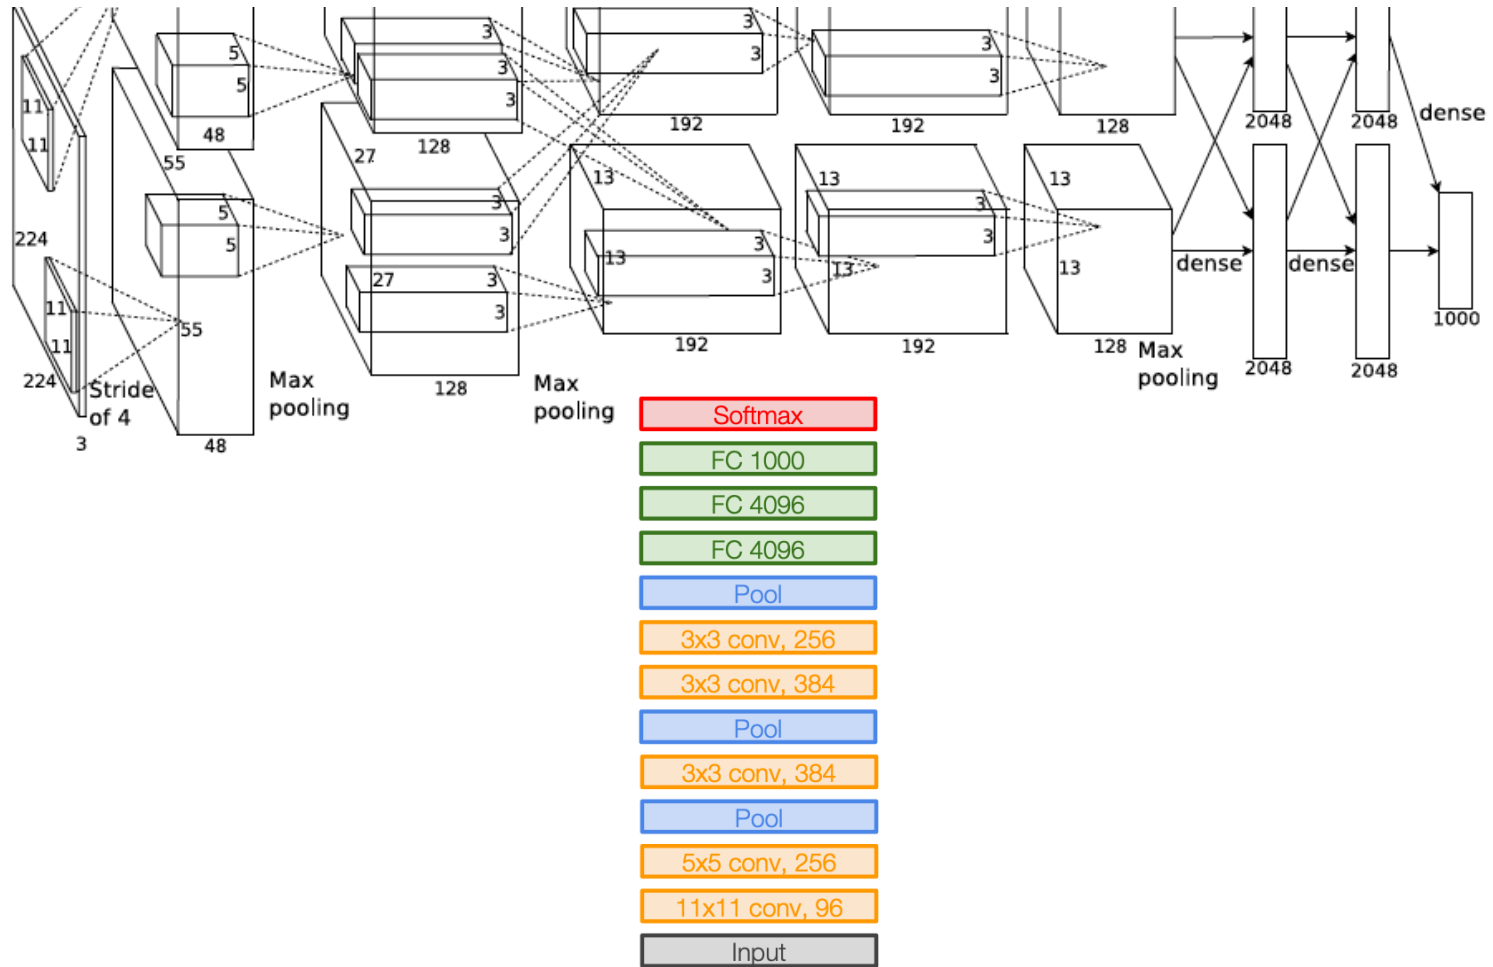 3
3
3
3
3
3
3
5
5
11
11
48
128
192
192
128
2048
2048
dense
55
27
13
13
13
5
5
3
3
3
3
3
3
224
13
13
13
dense
dense
11
11
55
27
3
3
224
3
Stride
of 4
48
Max
pooling
128
Max
pooling
192
192
128
Max
pooling
2048
2048
1000
Softmax
FC 1000
FC 4096
FC 4096
Pool
3x3 conv, 256
3x3 conv, 384
Pool
3x3 conv, 384
Pool
5x5 conv, 256
11x11 conv, 96
Input